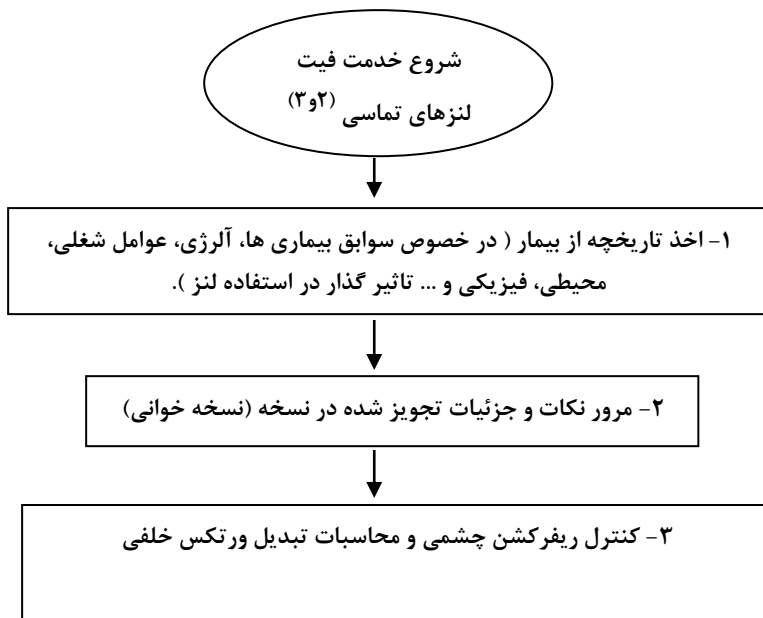 شروع خدمت فیت
لنزهای تماسی (۲و۳)
۱- اخذ تاریخچه از بیمار ( در خصوص سوابق بیماری ها، آلرژی، عوامل شغلی،
محیطی، فیزیکی و ... تاثیر گذار در استفاده لنز ).
۲- مرور نکات و جزئیات تجویز شده در نسخه (نسخه خوانی)
۳- کنترل ریفرکشن چشمی و محاسبات تبدیل ورتکس خلفی